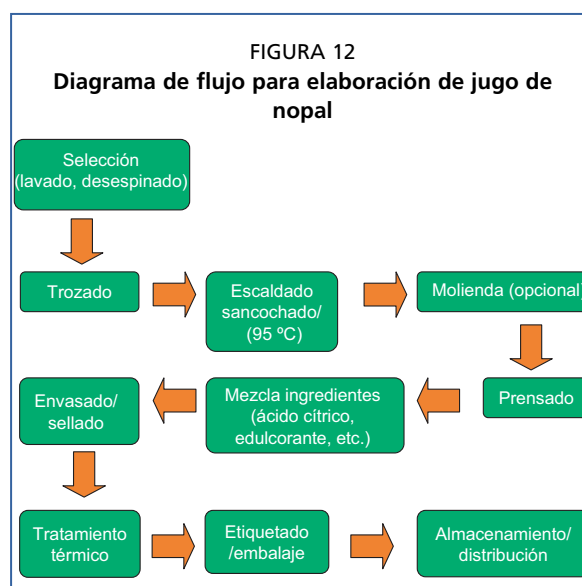 FIGURA 12
Diagrama de flujo para elaboración de jugo de
nopal
Selección
(lavado, desespinado)
Trozado
Escaldado
sancochado/
(95 ºC)
Molienda (opcional)
Prensado
Mezcla ingredientes
(ácido cítrico,
edulcorante, etc.)
Envasado/
sellado
Tratamiento
térmico
Etiquetado
/embalaje
Almacenamiento/
distribución